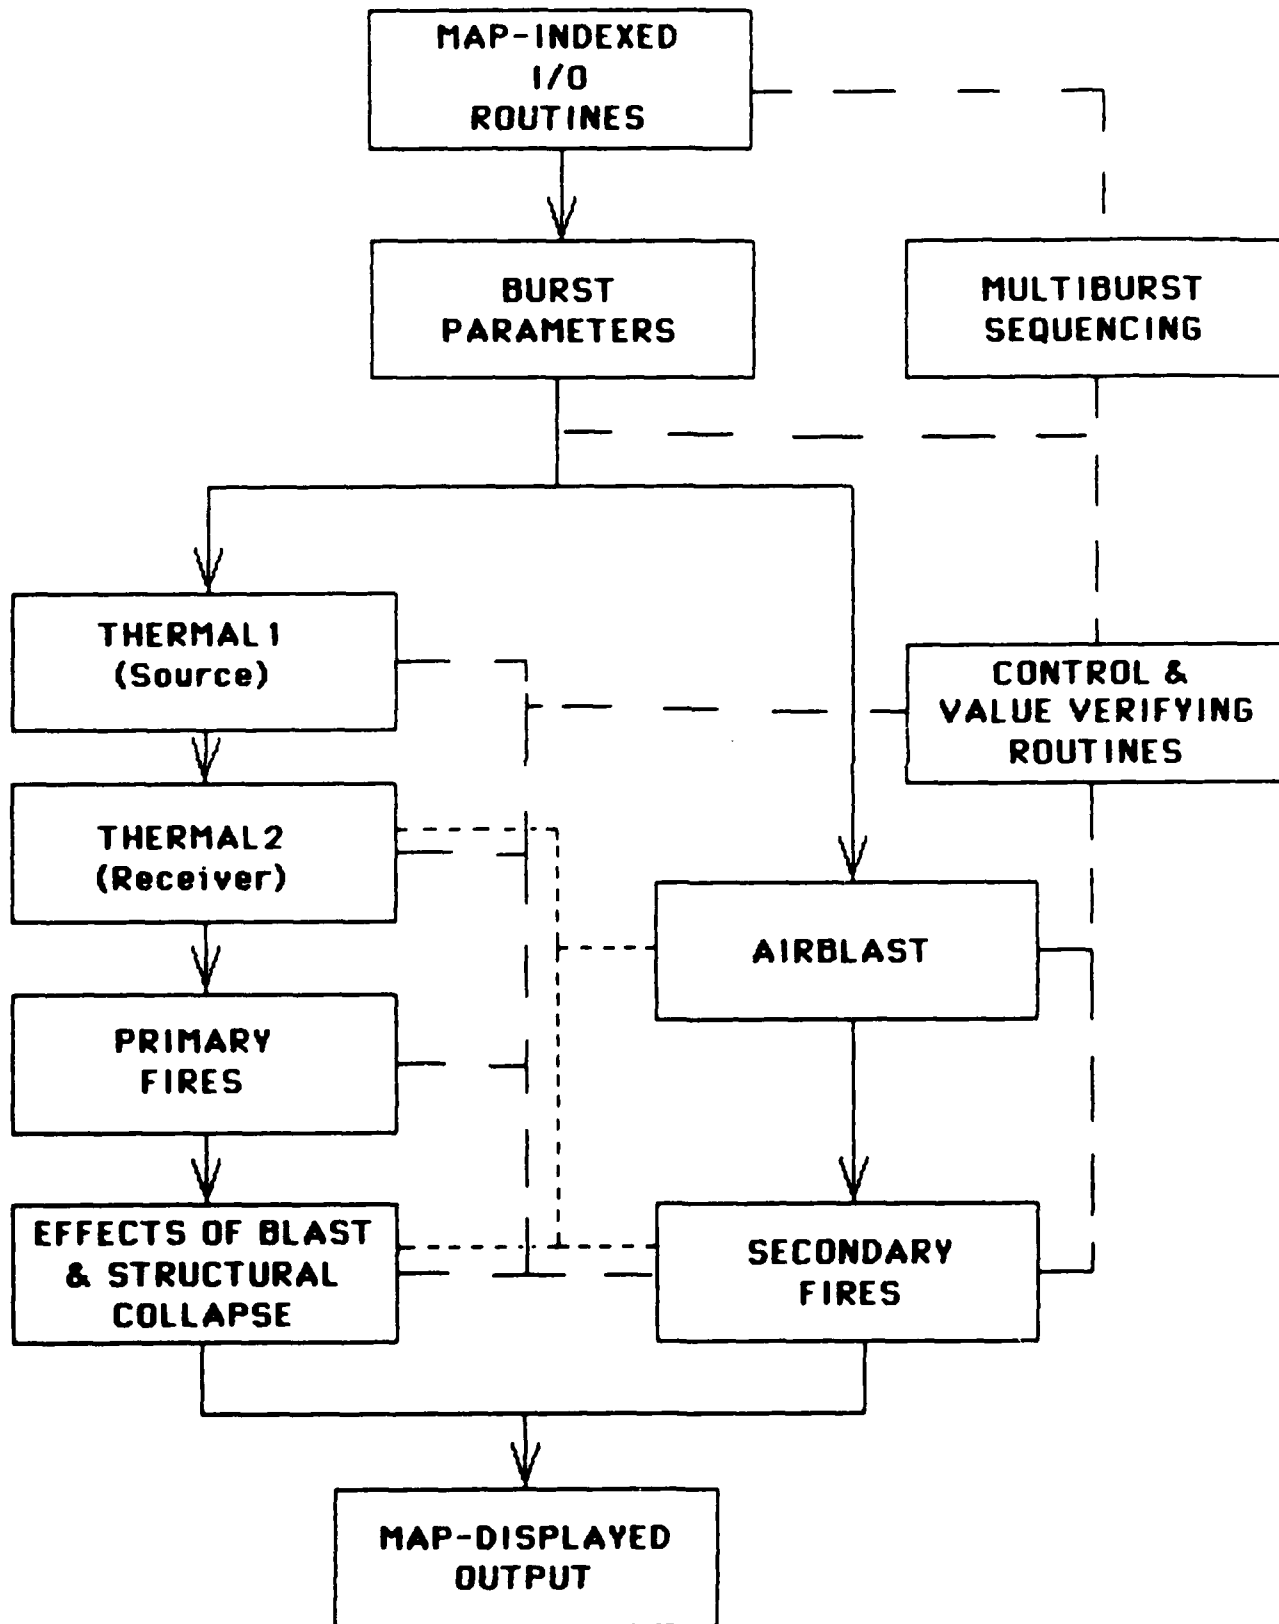 MAP-INDEXED
I/O
ROUTINES
BURST
PARAMETERS
MULTIBURST
SEQUENCING
THERMAL1
(Source)
CONTROL &
VALUE VERIFYING
ROUTINES
THERMAL2
(Receiver)
AIRBLAST
PRIMARY
FIRES
EFFECTS OF BLAST
& STRUCTURAL
COLLAPSE
SECONDARY
FIRES
MAP-DISPLAYED
OUTPUT